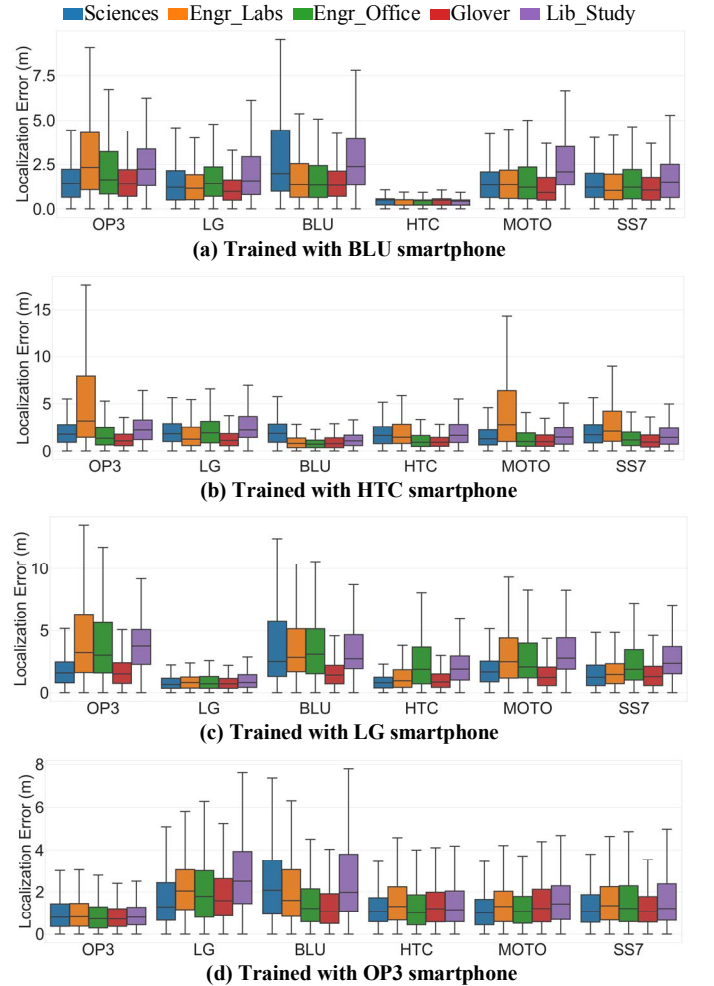 Sciences Engr_Labs Engr_Office Glover Lib_Study
Localization Error (m)
7.5
5.0
2.5
0.0
OP3 LG BLU HTC MOTO SS7
(a) Trained with BLU smartphone
Localization Error (m)
15
10
5
0
OP3 LG BLU HTC MOTO SS7
(b) Trained with HTC smartphone
Localization Error (m)
10
5
0
OP3 LG BLU HTC MOTO SS7
(c) Trained with LG smartphone
Localization Error (m)
8
6
4
2
0
OP3 LG BLU HTC MOTO SS7
(d) Trained with OP3 smartphone